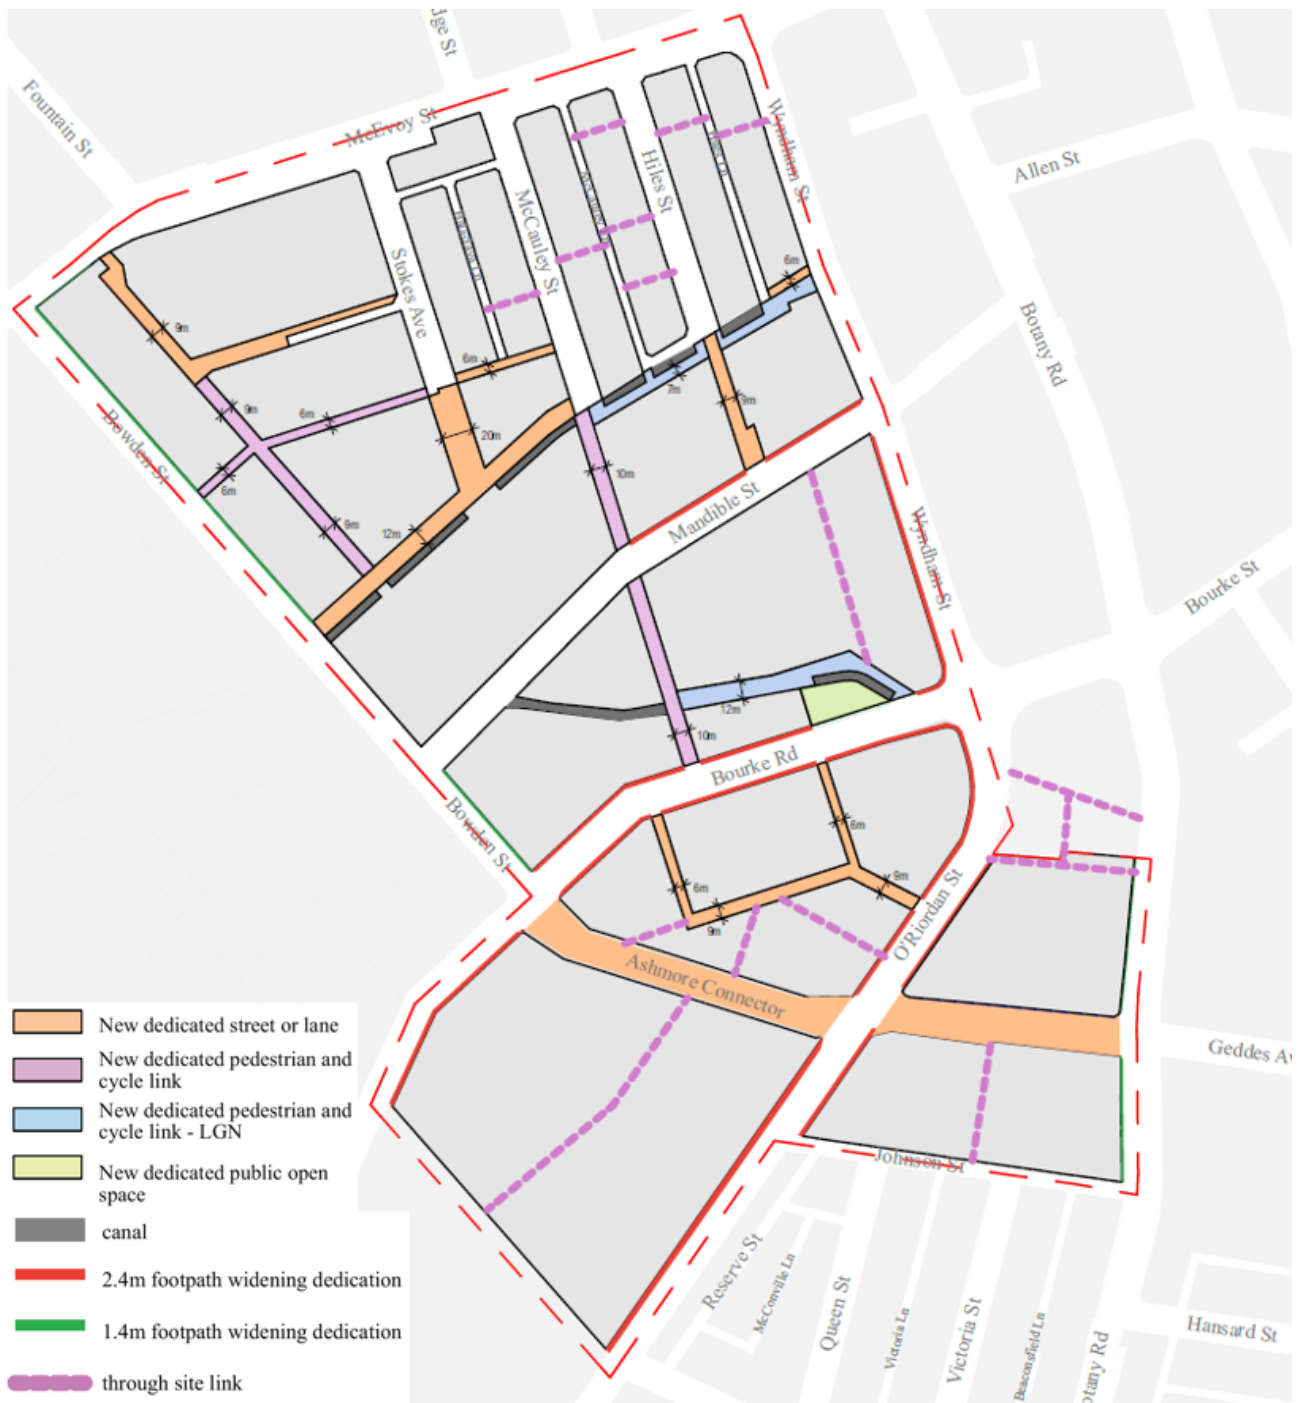 dge St
Fountain St
McEvoy St
Wyndham St
Allen St
Hiles St
McCauley St
Stokes Ave
Botany Rd
6m
9m
6m
7m
9m
9m
6m
20m
6m
10m
9m
12m
Bowden St
Mandible St
Wyndham St
Bourke St
12m
10m
Bourke Rd
Bowden St
6m
6m
9m
9m
O'Riordan St
Ashmore Connector
Geddes Av
Johnson St
Reserve St
McConville Ln
Queen St
Victoria Ln
Victoria St
Beaconsfield Ln
otany Rd
Hansard St
New dedicated street or lane
New dedicated pedestrian and
cycle link
New dedicated pedestrian and
cycle link - LGN
New dedicated public open
space
canal
2.4m footpath widening dedication
1.4m footpath widening dedication
through site link